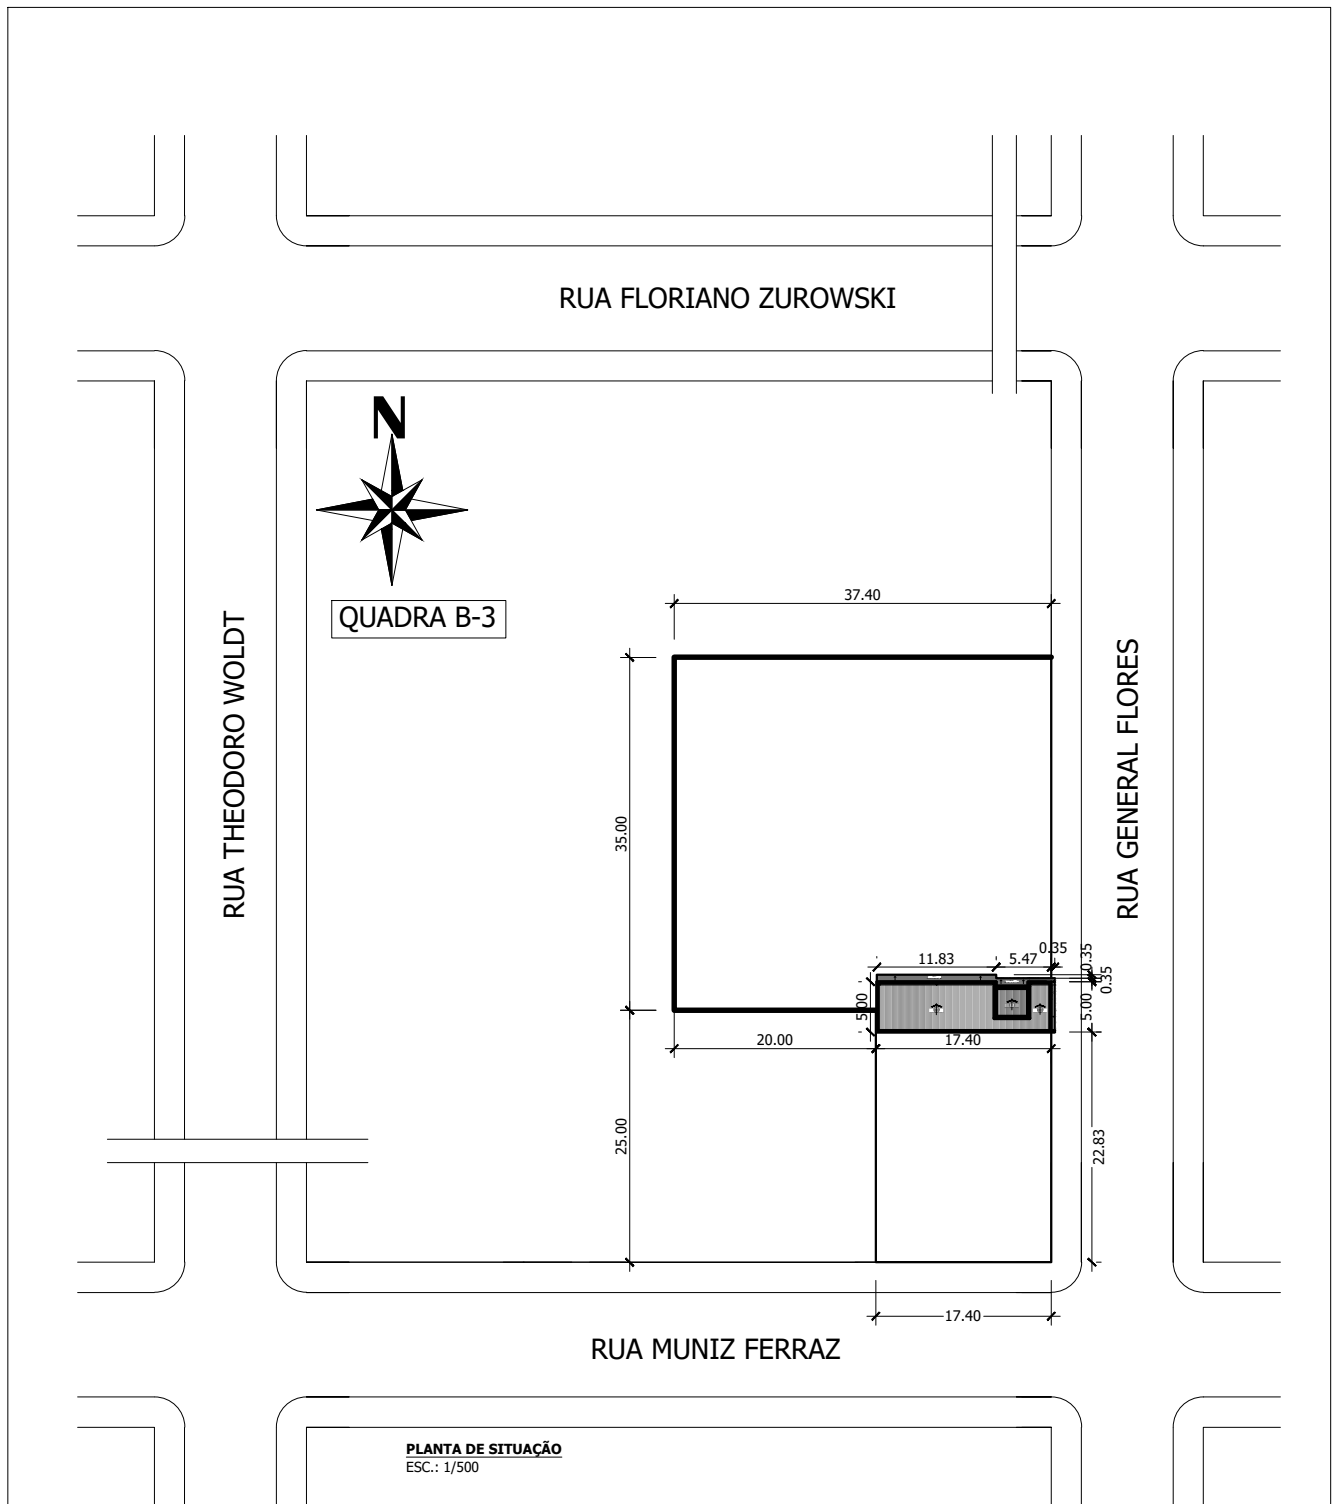 RUA FLORIANO ZUROWSKI
N
QUADRA B-3
37.40
RUA THEODORO WOLDT
RUA GENERAL FLORES
35.00
11.83
5.47
0.35
0.35
0.35
5.00
5.00
20.00
17.40
25.00
22.83
17.40
RUA MUNIZ FERRAZ
PLANTA DE SITUAÇÃO
ESC.: 1/500